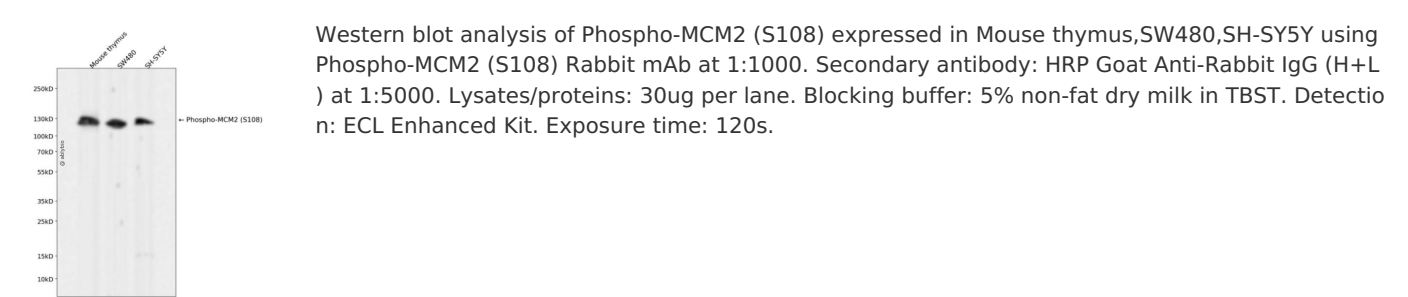 Mouse thymus
SW480
SH-SY5Y
250kD
130kD
100kD
70kD
55kD
35kD
25kD
15kD
10kD
← Phospho-MCM2 (S108)
@ ablybio
Western blot analysis of Phospho-MCM2 (S108) expressed in Mouse thymus,SW480,SH-SY5Y using
Phospho-MCM2 (S108) Rabbit mAb at 1:1000. Secondary antibody: HRP Goat Anti-Rabbit IgG (H+L
) at 1:5000. Lysates/proteins: 30ug per lane. Blocking buffer: 5% non-fat dry milk in TBST. Detectio
n: ECL Enhanced Kit. Exposure time: 120s.